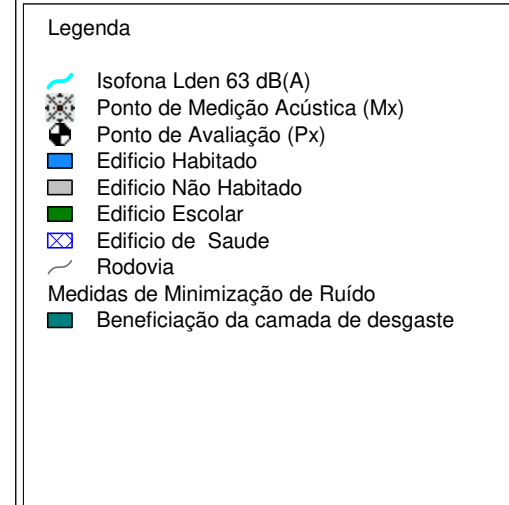 Legenda
Isofona Lden 63 dB(A)
Ponto de Medição Acústica (Mx)
Ponto de Avaliação (Px)
Edificio Habitado
Edificio Não Habitado
Edificio Escolar
Edificio de Saude
Rodovia
Medidas de Minimização de Ruído
Beneficiação da camada de desgaste